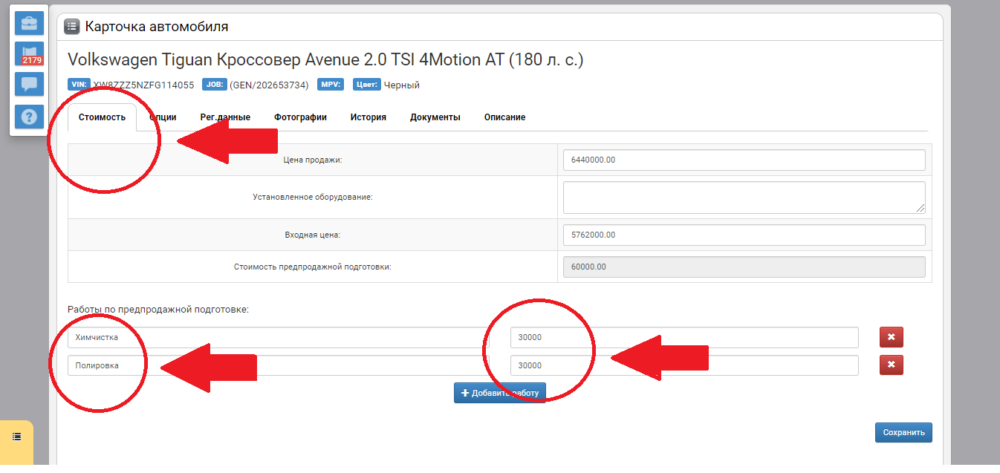 Карточка автомобиля
2179
Volkswagen Tiguan Кроссовер Avenue 2.0 TSI 4Motion AT (180 л. с.)
VIN: XW8ZZZ5NZFG114055 JOB: (GEN/202653734) MPV: Цвет: Черный
Стоимость Опции Рег.данные Фотографии История Документы Описание
Цена продажи: 6440000.00
Установленное оборудование:
Входная цена: 5762000.00
Стоимость предпродажной подготовки: 60000.00
Работы по предпродажной подготовке:
Химчистка 30000
Полировка 30000
Добавить работу
Сохранить